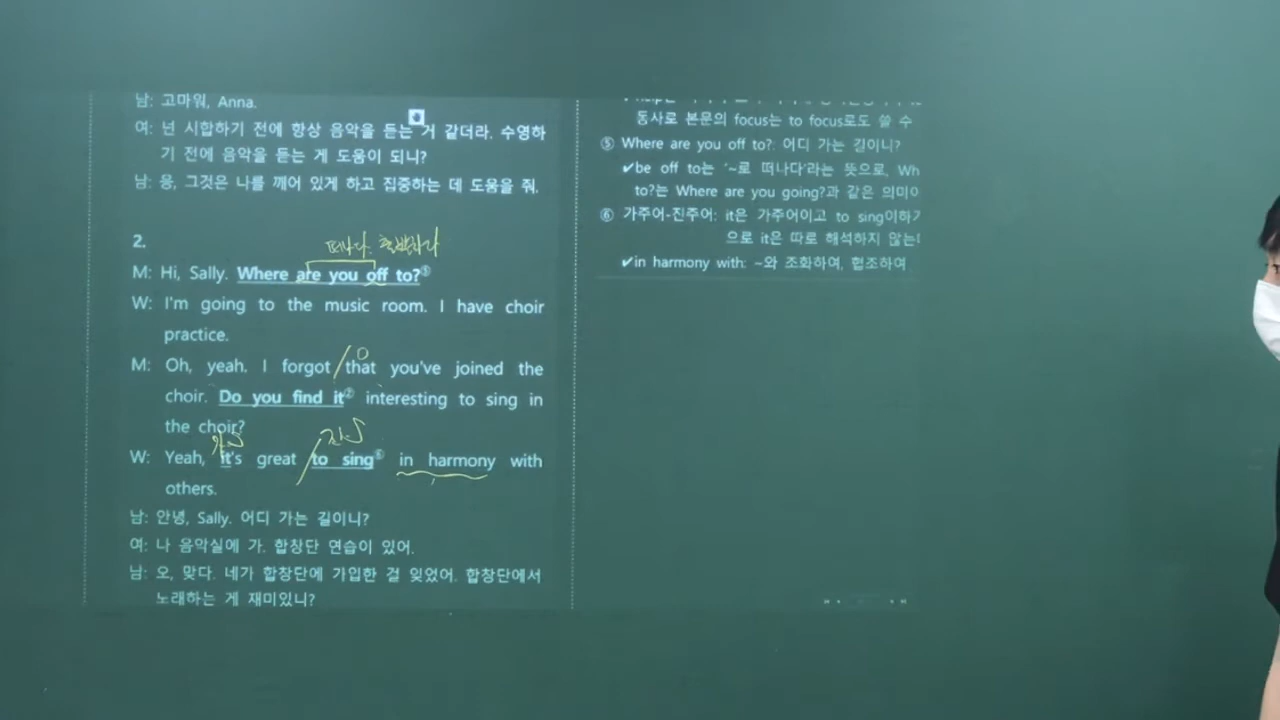 남: 고마워, Anna.
여: 넌 시합하기 전에 항상 음악을 듣는 거 같더라. 수영하
기 전에 음악을 듣는 게 도움이 되니?
남: 응, 그것은 나를 깨어 있게 하고 집중하는 데 도움을 줘.
2.
떠나다. 출발하다
M: Hi, Sally. Where are you off to?⑤
W: I'm going to the music room. I have choir
practice.
M: Oh, yeah. I forgot that you've joined the
choir. Do you find it② interesting to sing in
the choir?
가S 진S
W: Yeah, it's great to sing⑥ in harmony with
others.
남: 안녕, Sally. 어디 가는 길이니?
여: 나 음악실에 가. 합창단 연습이 있어.
남: 오, 맞다. 네가 합창단에 가입한 걸 잊었어. 합창단에서
노래하는 게 재미있니?
동사로 본문의 focus는 to focus로도 쓸 수
⑤ Where are you off to?: 어디 가는 길이니?
✔be off to는 '~로 떠나다'라는 뜻으로, Wh
to?는 Where are you going?과 같은 의미이
⑥ 가주어-진주어: it은 가주어이고 to sing이하가
으로 it은 따로 해석하지 않는
✔in harmony with: ~와 조화하여, 협조하여